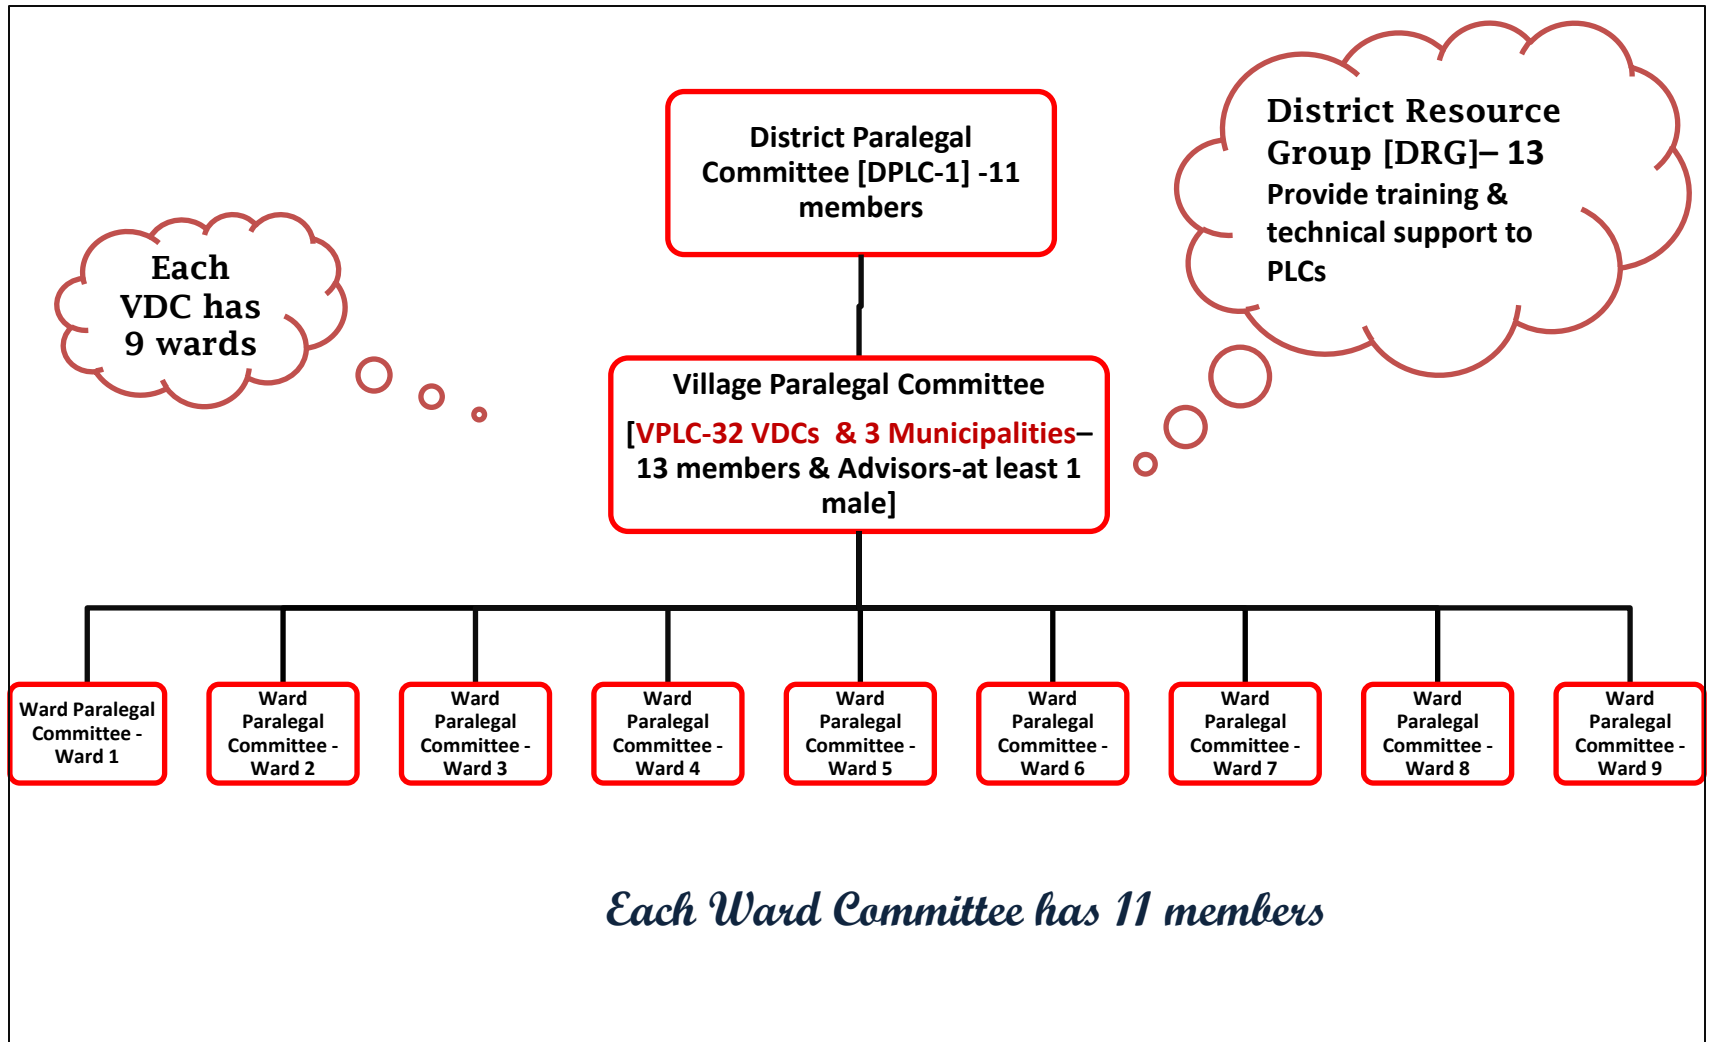 District Paralegal
Committee [DPLC-1] -11
members
District Resource
Group [DRG]– 13
Provide training &
technical support to
PLCs
Each
VDC has
9 wards
Village Paralegal Committee
[VPLC-32 VDCs  & 3 Municipalities–
13 members & Advisors-at least 1
male]
Ward Paralegal
Committee -
Ward 1
Ward
Paralegal
Committee -
Ward 2
Ward
Paralegal
Committee -
Ward 3
Ward
Paralegal
Committee -
Ward 4
Ward
Paralegal
Committee -
Ward 5
Ward
Paralegal
Committee -
Ward 6
Ward
Paralegal
Committee -
Ward 7
Ward
Paralegal
Committee -
Ward 8
Ward
Paralegal
Committee -
Ward 9
Each Ward Committee has 11 members